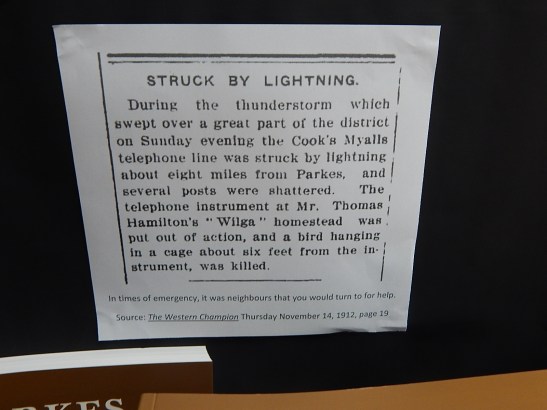 STRUCK BY LIGHTNING.
During the thunderstorm which
swept over a great part of the district
on Sunday evening the Cook's Myalls
telephone line was struck by lightning
about eight miles from Parkes, and
several posts were shattered. The
telephone instrument at Mr. Thomas
Hamilton's "Wilga" homestead was
put out of action, and a bird hanging
in a cage about six feet from the in-
strument, was killed.
In times of emergency, it was neighbours that you would turn to for help.
Source: The Western Champion Thursday November 14, 1912, page 19